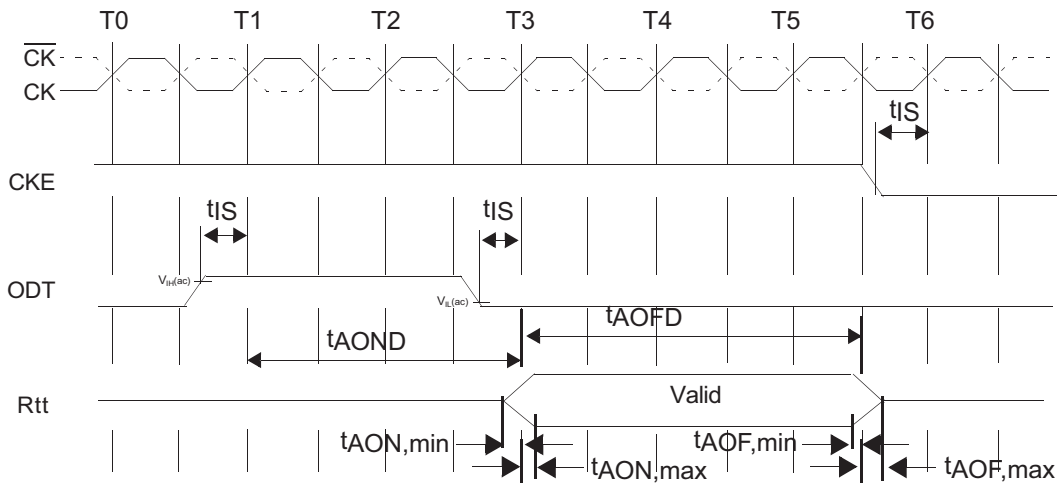 T0 T1 T2 T3 T4 T5 T6
CK
CK
tIS
CKE
tIS tIS
VIH(ac)
ODT
VIL(ac)
tAOFD
tAOND
Valid
Rtt
tAON,min tAOF,min
tAON,max tAOF,max